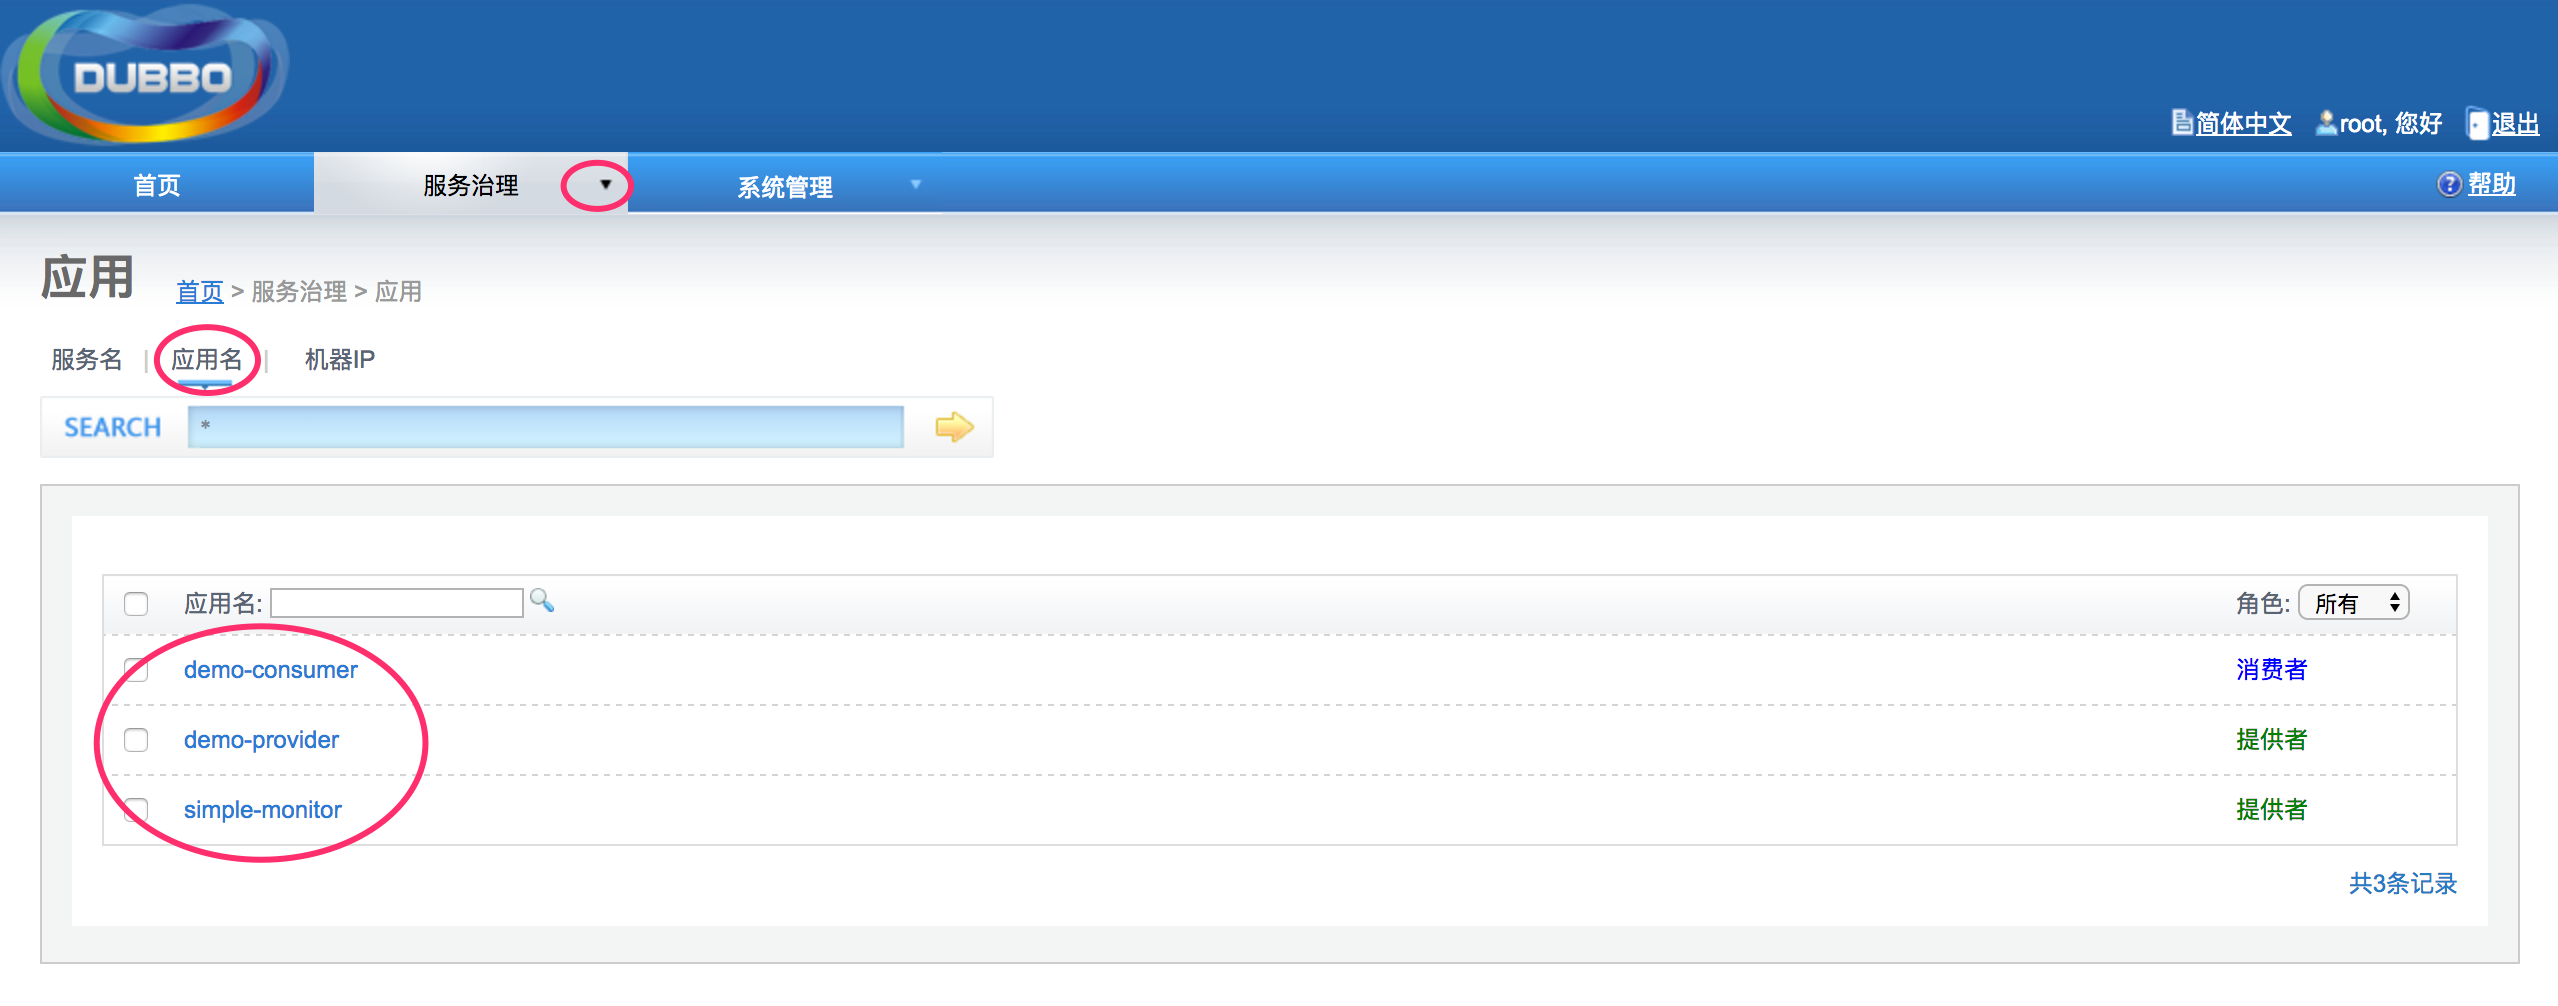 DUBBO
简体中文 root, 您好 退出
首页 服务治理 系统管理 帮助
应用 首页 > 服务治理 > 应用
服务名 | 应用名 | 机器IP
SEARCH *
应用名: 角色: 所有
demo-consumer 消费者
demo-provider 提供者
simple-monitor 提供者
共3条记录